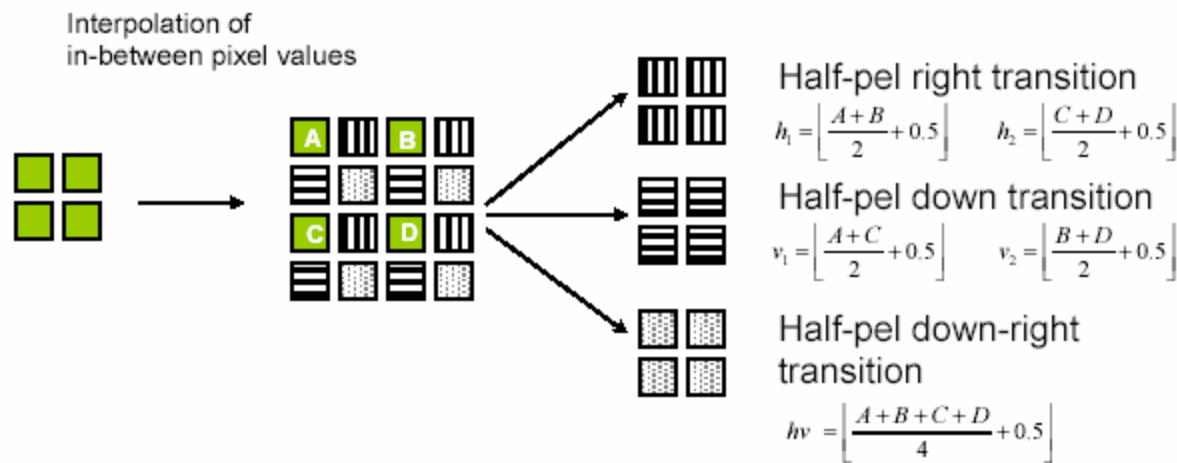 Interpolation of
in-between pixel values
A B
C D
Half-pel right transition
h₁ = ⌊(A+B)/2 + 0.5⌋ h₂ = ⌊(C+D)/2 + 0.5⌋
Half-pel down transition
v₁ = ⌊(A+C)/2 + 0.5⌋ v₂ = ⌊(B+D)/2 + 0.5⌋
Half-pel down-right
transition
hv = ⌊(A+B+C+D)/4 + 0.5⌋